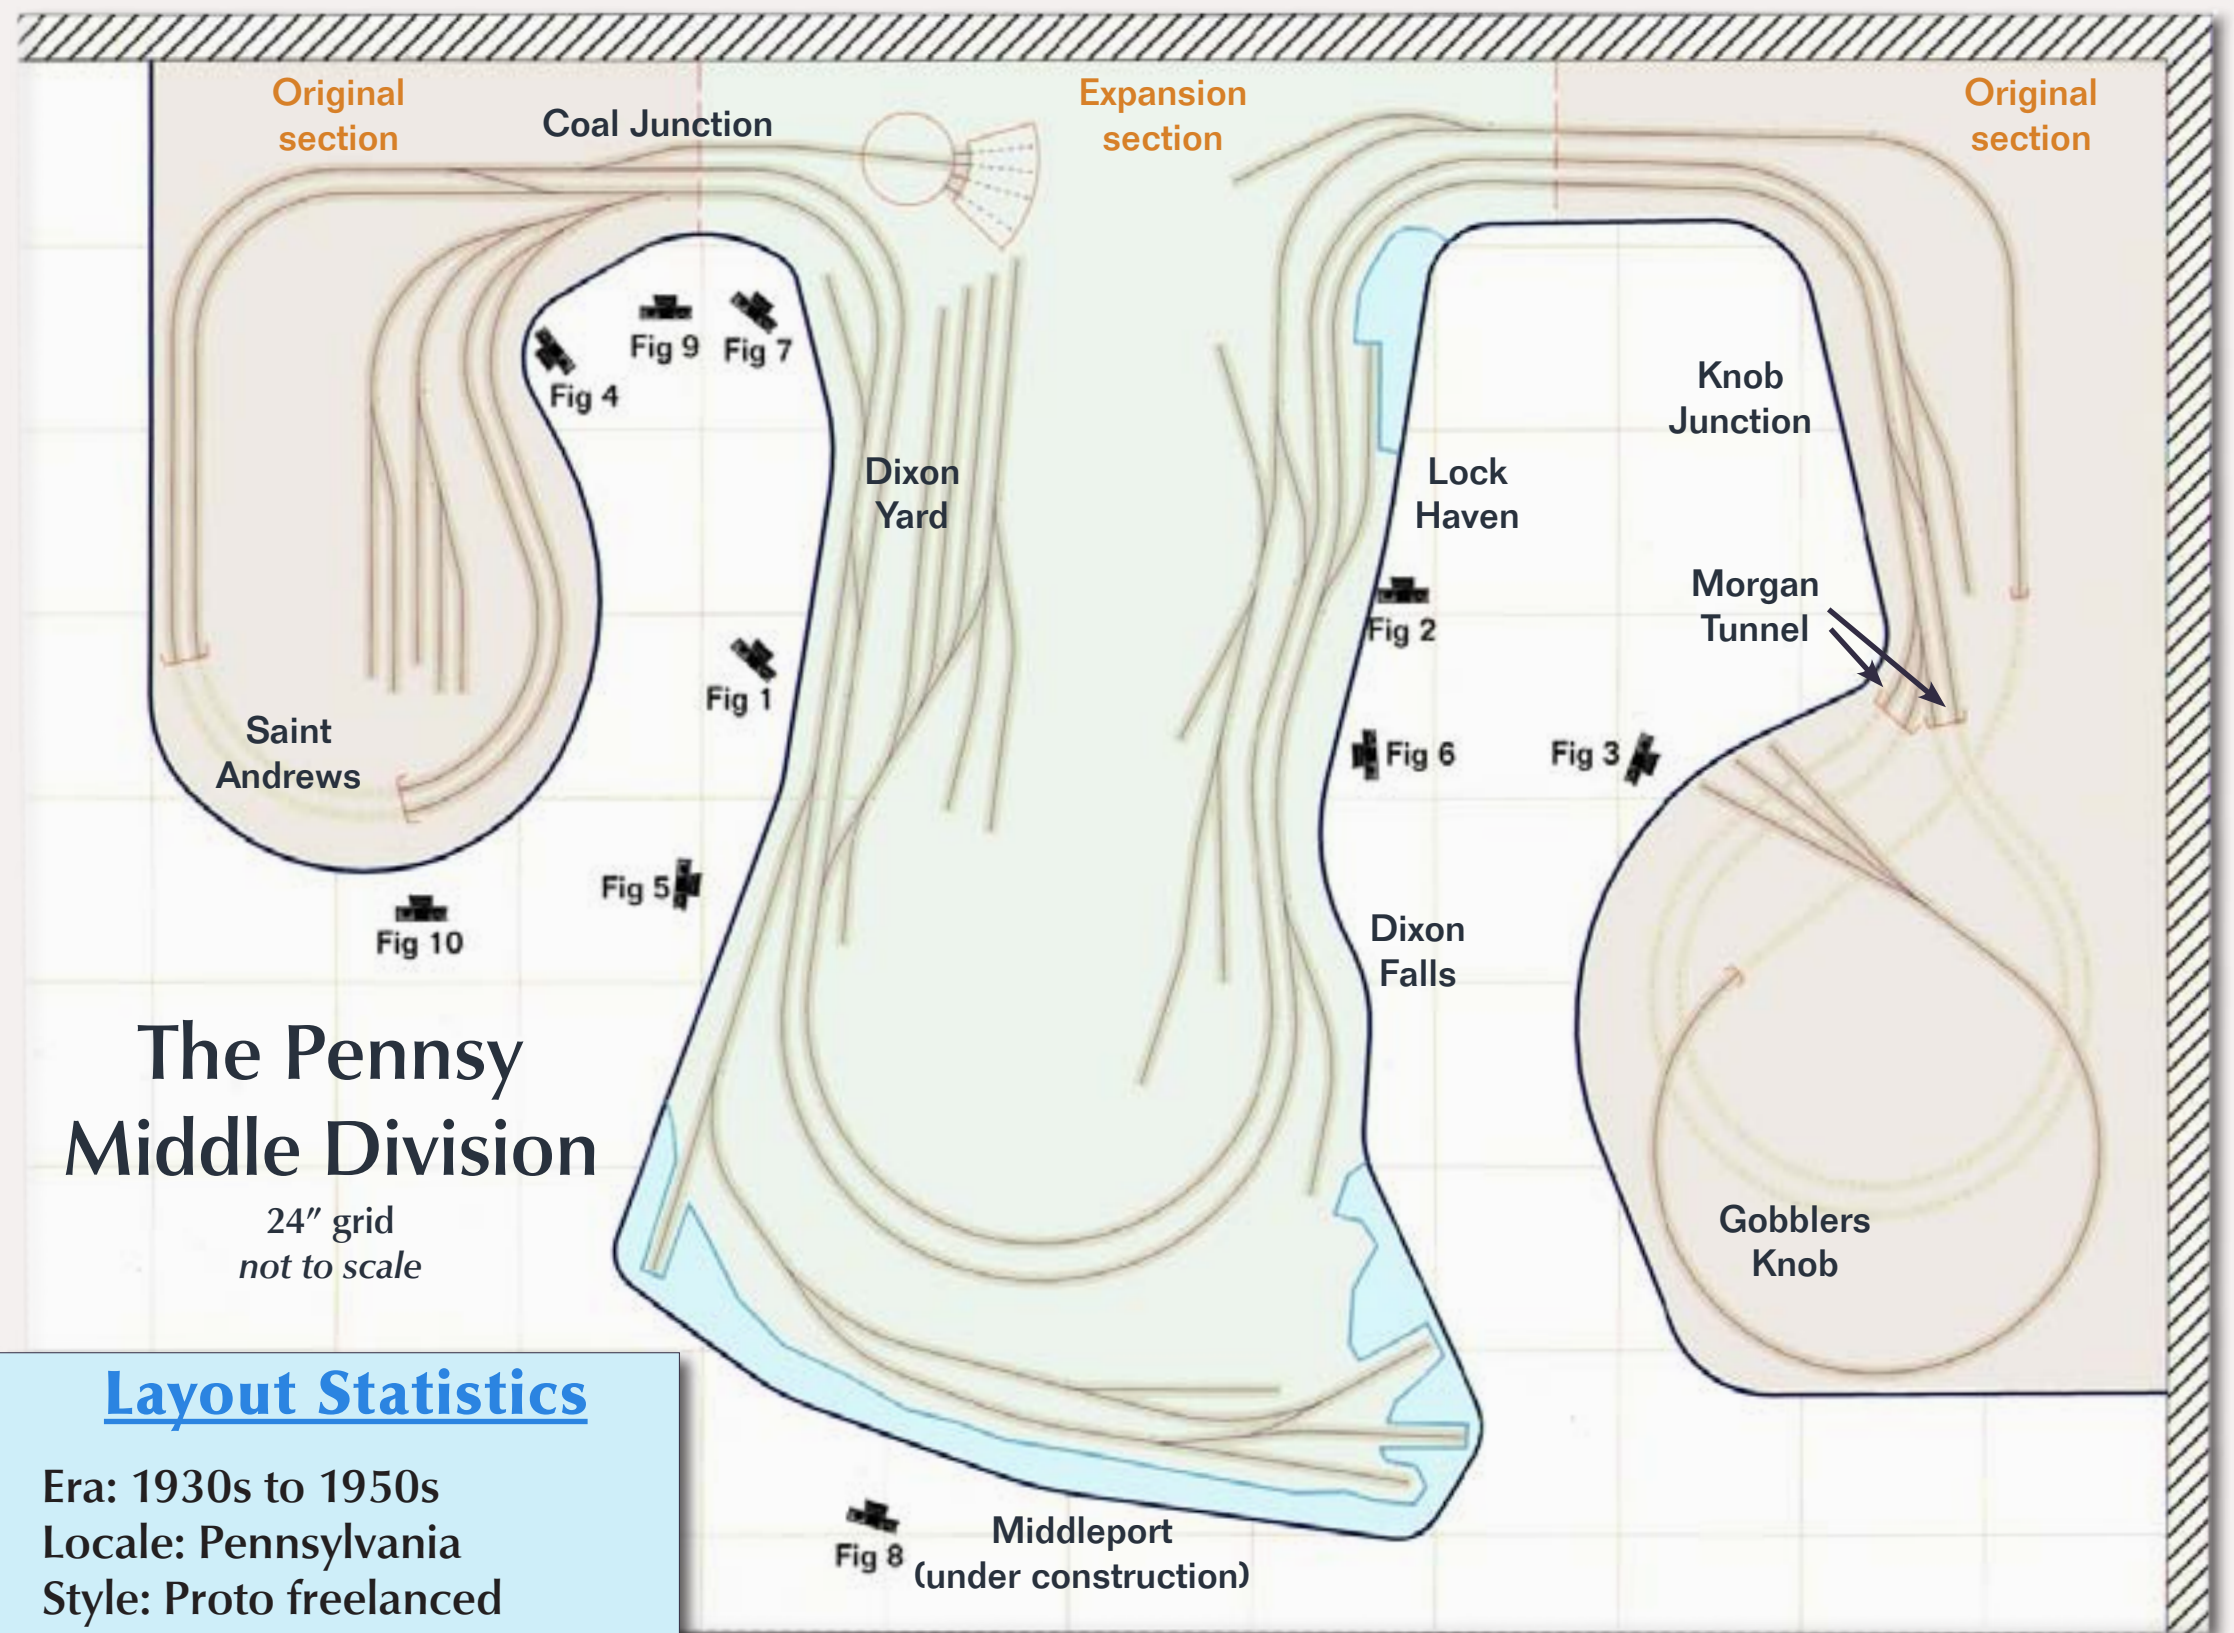 Original
section
Coal Junction
Expansion
section
Original
section
Fig 9
Fig 7
Fig 4
Knob
Junction
Dixon
Yard
Lock
Haven
Morgan
Tunnel
Fig 2
Fig 1
Saint
Andrews
Fig 6
Fig 3
Fig 5
Fig 10
Dixon
Falls
The Pennsy
Middle Division
24″ grid
not to scale
Gobblers
Knob
Layout Statistics
Era: 1930s to 1950s
Locale: Pennsylvania
Style: Proto freelanced
Fig 8
Middleport
(under construction)